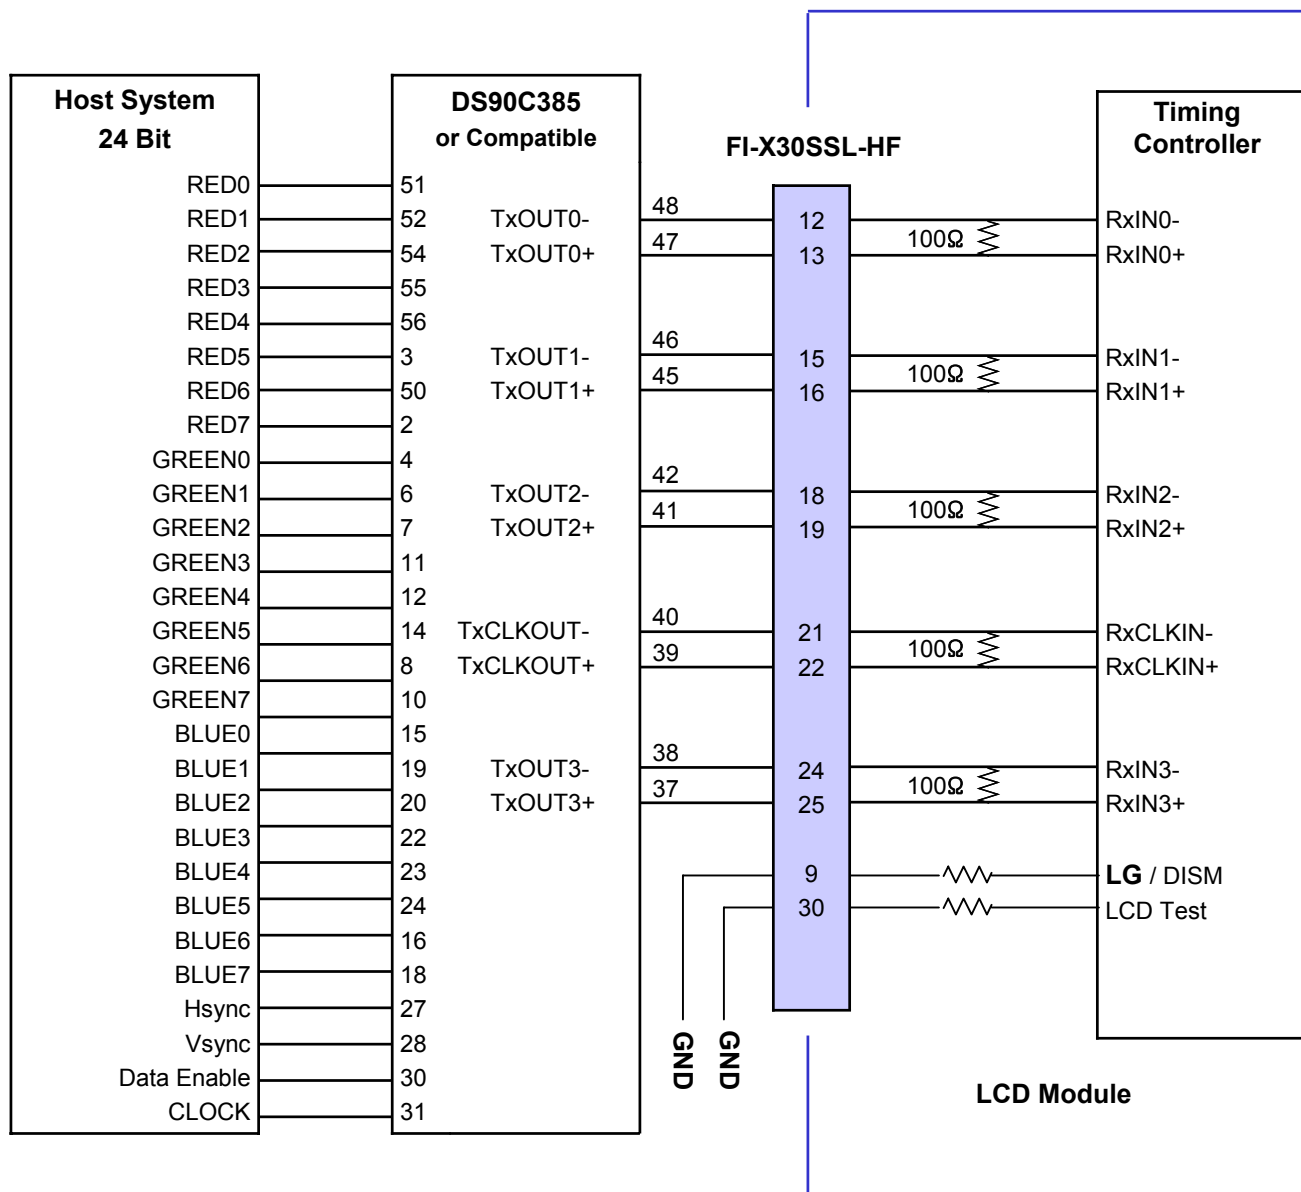 Host System
24 Bit
RED0
RED1
RED2
RED3
RED4
RED5
RED6
RED7
GREEN0
GREEN1
GREEN2
GREEN3
GREEN4
GREEN5
GREEN6
GREEN7
BLUE0
BLUE1
BLUE2
BLUE3
BLUE4
BLUE5
BLUE6
BLUE7
Hsync
Vsync
Data Enable
CLOCK
DS90C385
or Compatible
51
52
54
55
56
3
50
2
4
6
7
11
12
14
8
10
15
19
20
22
23
24
16
18
27
28
30
31
TxOUT0-
TxOUT0+
TxOUT1-
TxOUT1+
TxOUT2-
TxOUT2+
TxCLKOUT-
TxCLKOUT+
TxOUT3-
TxOUT3+
48
47
46
45
42
41
40
39
38
37
GND
GND
FI-X30SSL-HF
12
13
15
16
18
19
21
22
24
25
9
30
100Ω
100Ω
100Ω
100Ω
100Ω
Timing
Controller
RxIN0-
RxIN0+
RxIN1-
RxIN1+
RxIN2-
RxIN2+
RxCLKIN-
RxCLKIN+
RxIN3-
RxIN3+
LG / DISM
LCD Test
LCD Module